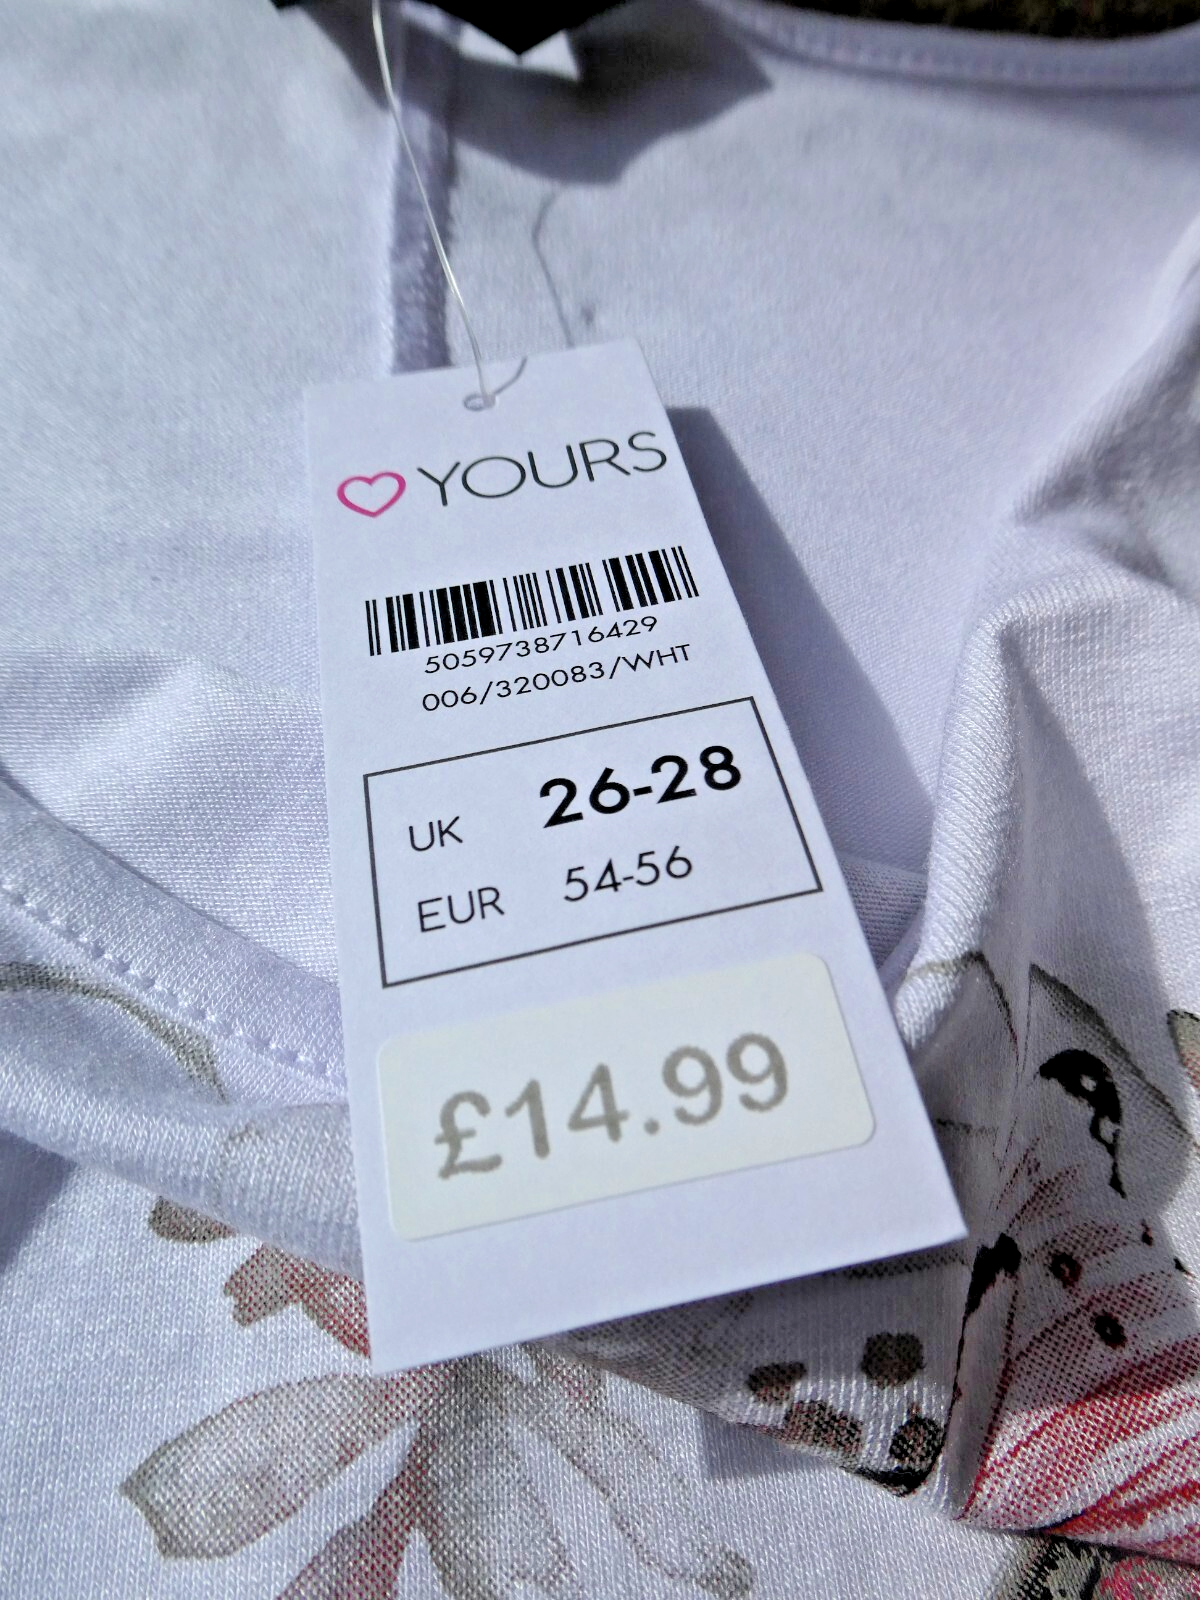 YOURS
5059738716429
006/320083/WHT
UK 26-28
EUR 54-56
£14.99